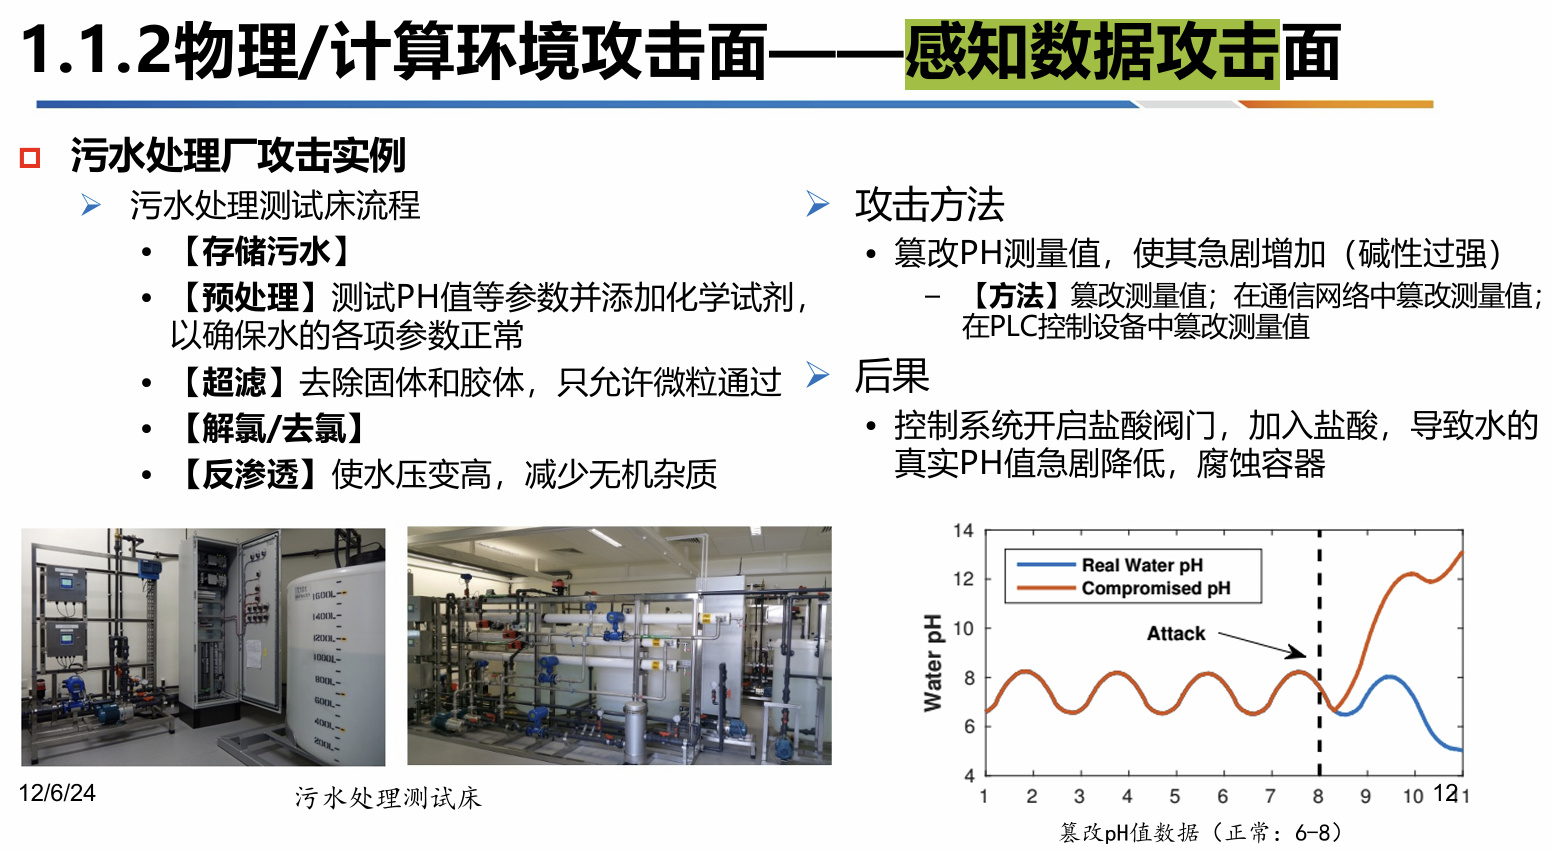 1.1.2物理/计算环境攻击面——感知数据攻击面
污水处理厂攻击实例
污水处理测试床流程
【存储污水】
【预处理】测试PH值等参数并添加化学试剂，
以确保水的各项参数正常
【超滤】去除固体和胶体，只允许微粒通过
【解氯/去氯】
【反渗透】使水压变高，减少无机杂质
攻击方法
篡改PH测量值，使其急剧增加（碱性过强）
【方法】篡改测量值；在通信网络中篡改测量值；
在PLC控制设备中篡改测量值
后果
控制系统开启盐酸阀门，加入盐酸，导致水的
真实PH值急剧降低，腐蚀容器
1600L
1400L
1200L
1000L
800L
600L
400L
200L
污水处理测试床
Water pH
14
12
10
8
6
4
Real Water pH
Compromised pH
Attack
1 2 3 4 5 6 7 8 9 10 11
篡改pH值数据（正常：6-8）
12/6/24
12